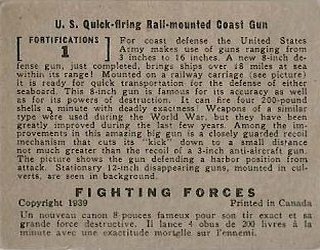 U. S. Quick-firing Rail-mounted Coast Gun
FORTIFICATIONS
1
For coast defense the United States
Army makes use of guns ranging from
3 inches to 16 inches. A new 8-inch de-
fense gun, just completed, brings ships over 18 miles at sea
within its range! Mounted on a railway carriage (see picture)
it is ready for quick transportation for the defense of either
seaboard. This 8-inch gun is famous for its accuracy as well
as for its powers of destruction. It can fire four 200-pound
shells a minute with deadly exactness! Weapons of a similar
type were used during the World War, but they have been
greatly improved during the last few years. Among the im-
provements in this amazing big gun is a closely guarded recoil
mechanism that cuts its "kick" down to a small distance
not much greater than the recoil of a 3-inch anti-aircraft gun.
The picture shows the gun defending a harbor position from
attack. Stationary 12-inch disappearing guns, mounted in cul-
verts, are seen in background.
FIGHTING FORCES
Copyright 1939 Printed in Canada
Un nouveau canon 8 pouces fameux pour son tir exact et sa
grande force destructive. Il lance 4 obus de 200 livres à la
minute avec une exactitude mortelle sur l'ennemi.